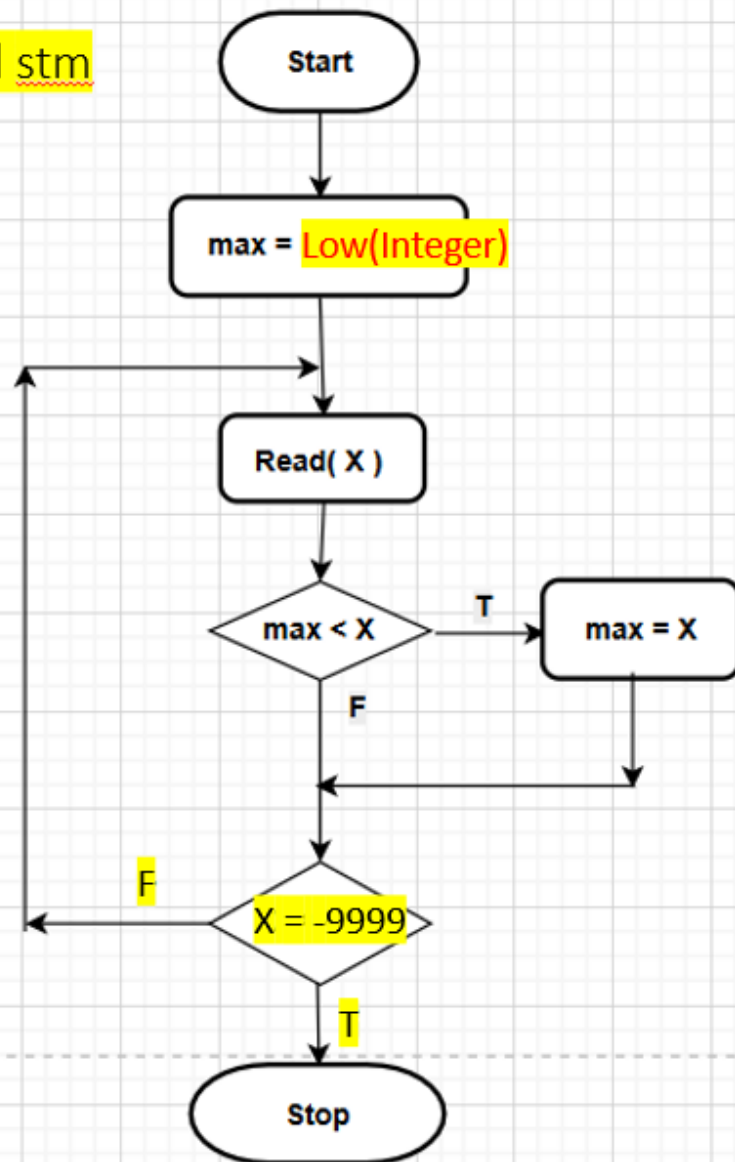 stm
Start
max = Low(Integer)
Read( X )
max < X
T
max = X
F
F
X = -9999
T
Stop